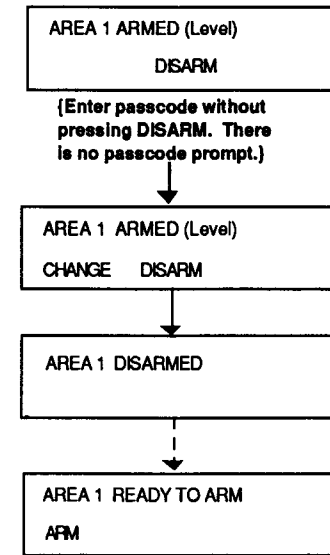 AREA 1 ARMED (Level)
DISARM
{Enter passcode without
pressing DISARM. There
is no passcode prompt.}
AREA 1 ARMED (Level)
CHANGE DISARM
AREA 1 DISARMED
AREA 1 READY TO ARM
ARM